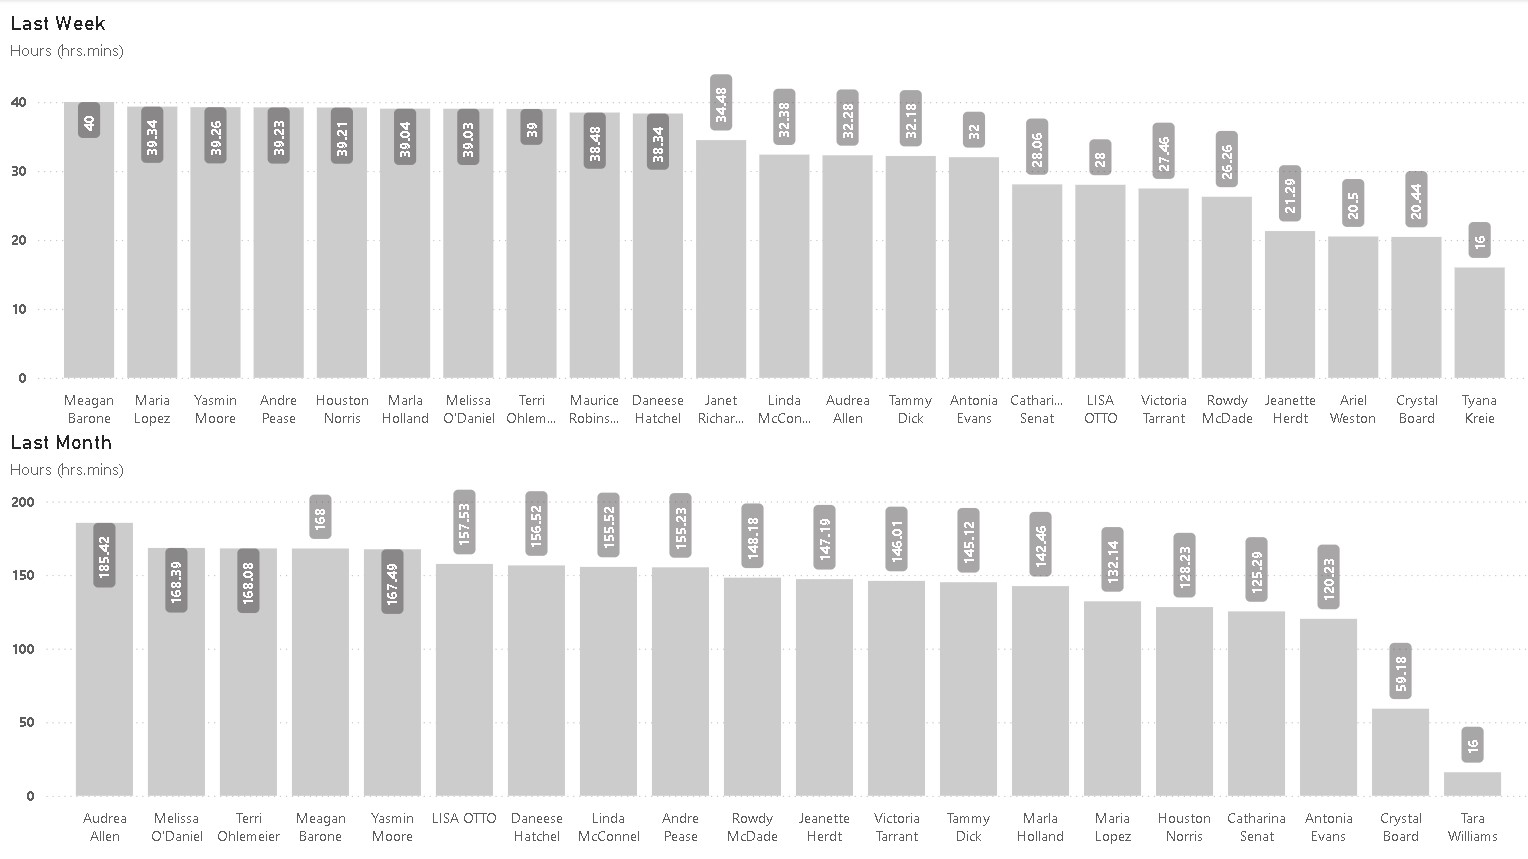 Last Week
Hours (hrs.mins)
40
30
20
10
0
40
39.34
39.26
39.23
39.21
39.04
39.03
39
38.48
38.34
34.48
32.38
32.28
32.18
32
28.06
28
27.46
26.26
21.29
20.5
20.44
16
Meagan
Barone
Maria
Lopez
Yasmin
Moore
Andre
Pease
Houston
Norris
Marla
Holland
Melissa
O'Daniel
Terri
Ohlem...
Maurice
Robins...
Daneese
Hatchel
Janet
Richar...
Linda
McCon...
Audrea
Allen
Tammy
Dick
Antonia
Evans
Cathari...
Senat
LISA
OTTO
Victoria
Tarrant
Rowdy
McDade
Jeanette
Herdt
Ariel
Weston
Crystal
Board
Tyana
Kreie
Last Month
Hours (hrs.mins)
200
150
100
50
0
185.42
168.39
168.08
168
167.49
157.53
156.52
155.52
155.23
148.18
147.19
146.01
145.12
142.46
132.14
128.23
125.29
120.23
59.18
16
Audrea
Allen
Melissa
O'Daniel
Terri
Ohlemeier
Meagan
Barone
Yasmin
Moore
LISA OTTO
Daneese
Hatchel
Linda
McConnel
Andre
Pease
Rowdy
McDade
Jeanette
Herdt
Victoria
Tarrant
Tammy
Dick
Marla
Holland
Maria
Lopez
Houston
Norris
Catharina
Senat
Antonia
Evans
Crystal
Board
Tara
Williams